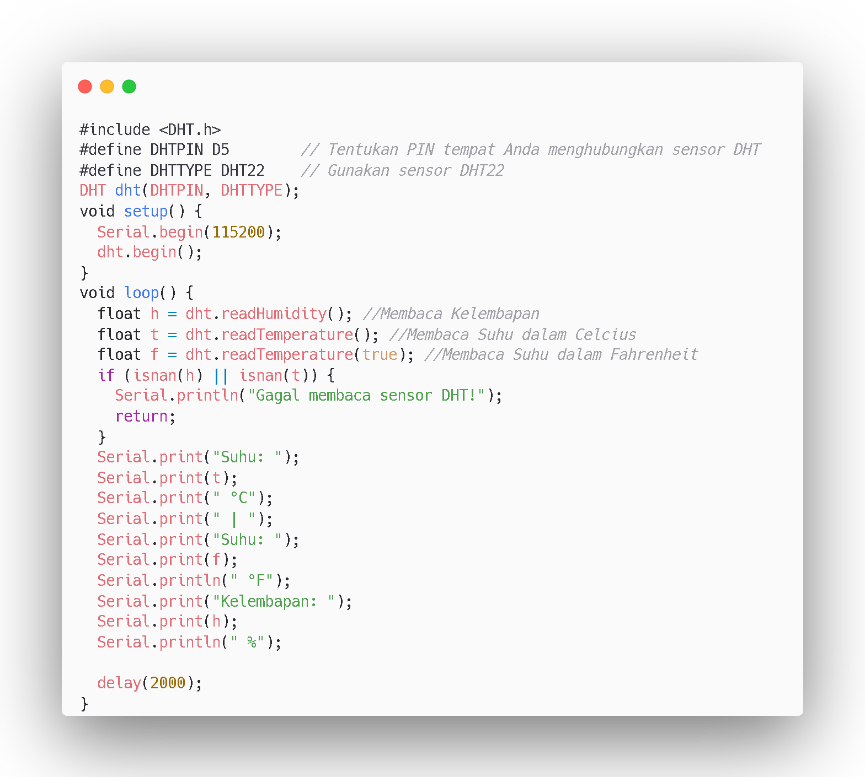 #include <DHT.h>
#define DHTPIN D5        // Tentukan PIN tempat Anda menghubungkan sensor DHT
#define DHTTYPE DHT22    // Gunakan sensor DHT22
DHT dht(DHTPIN, DHTTYPE);
void setup() {
  Serial.begin(115200);
  dht.begin();
}
void loop() {
  float h = dht.readHumidity(); //Membaca Kelembapan
  float t = dht.readTemperature(); //Membaca Suhu dalam Celcius
  float f = dht.readTemperature(true); //Membaca Suhu dalam Fahrenheit
  if (isnan(h) || isnan(t)) {
    Serial.println("Gagal membaca sensor DHT!");
    return;
  }
  Serial.print("Suhu: ");
  Serial.print(t);
  Serial.print(" °C");
  Serial.print(" | ");
  Serial.print("Suhu: ");
  Serial.print(f);
  Serial.println(" °F");
  Serial.print("Kelembapan: ");
  Serial.print(h);
  Serial.println(" %");

  delay(2000);
}